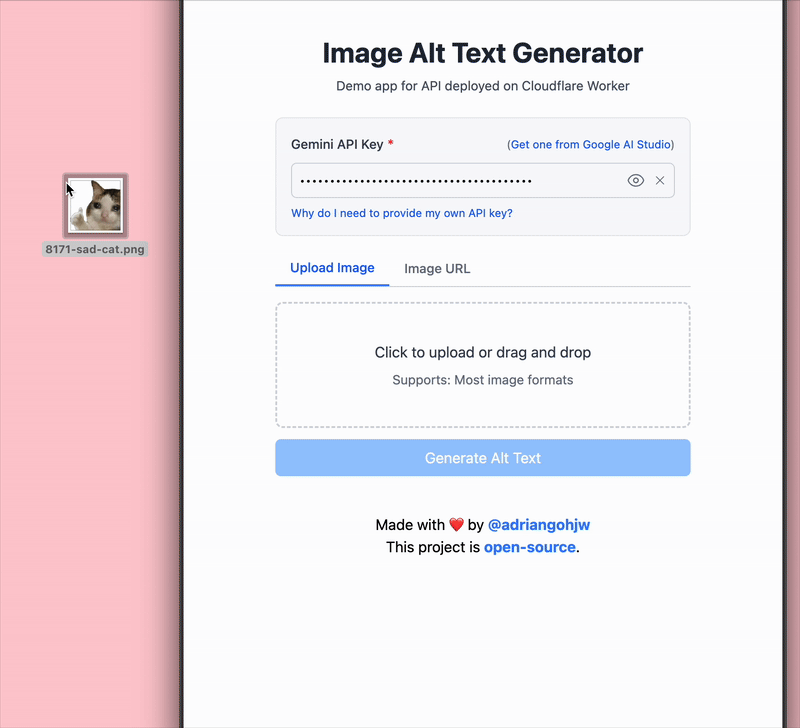 Image Alt Text Generator
Demo app for API deployed on Cloudflare Worker
Gemini API Key * (Get one from Google AI Studio)
••••••••••••••••••••••••••••••••••••••
Why do I need to provide my own API key?
8171-sad-cat.png
Upload Image Image URL
Click to upload or drag and drop
Supports: Most image formats
Generate Alt Text
Made with ❤️ by @adriangohjw
This project is open-source.